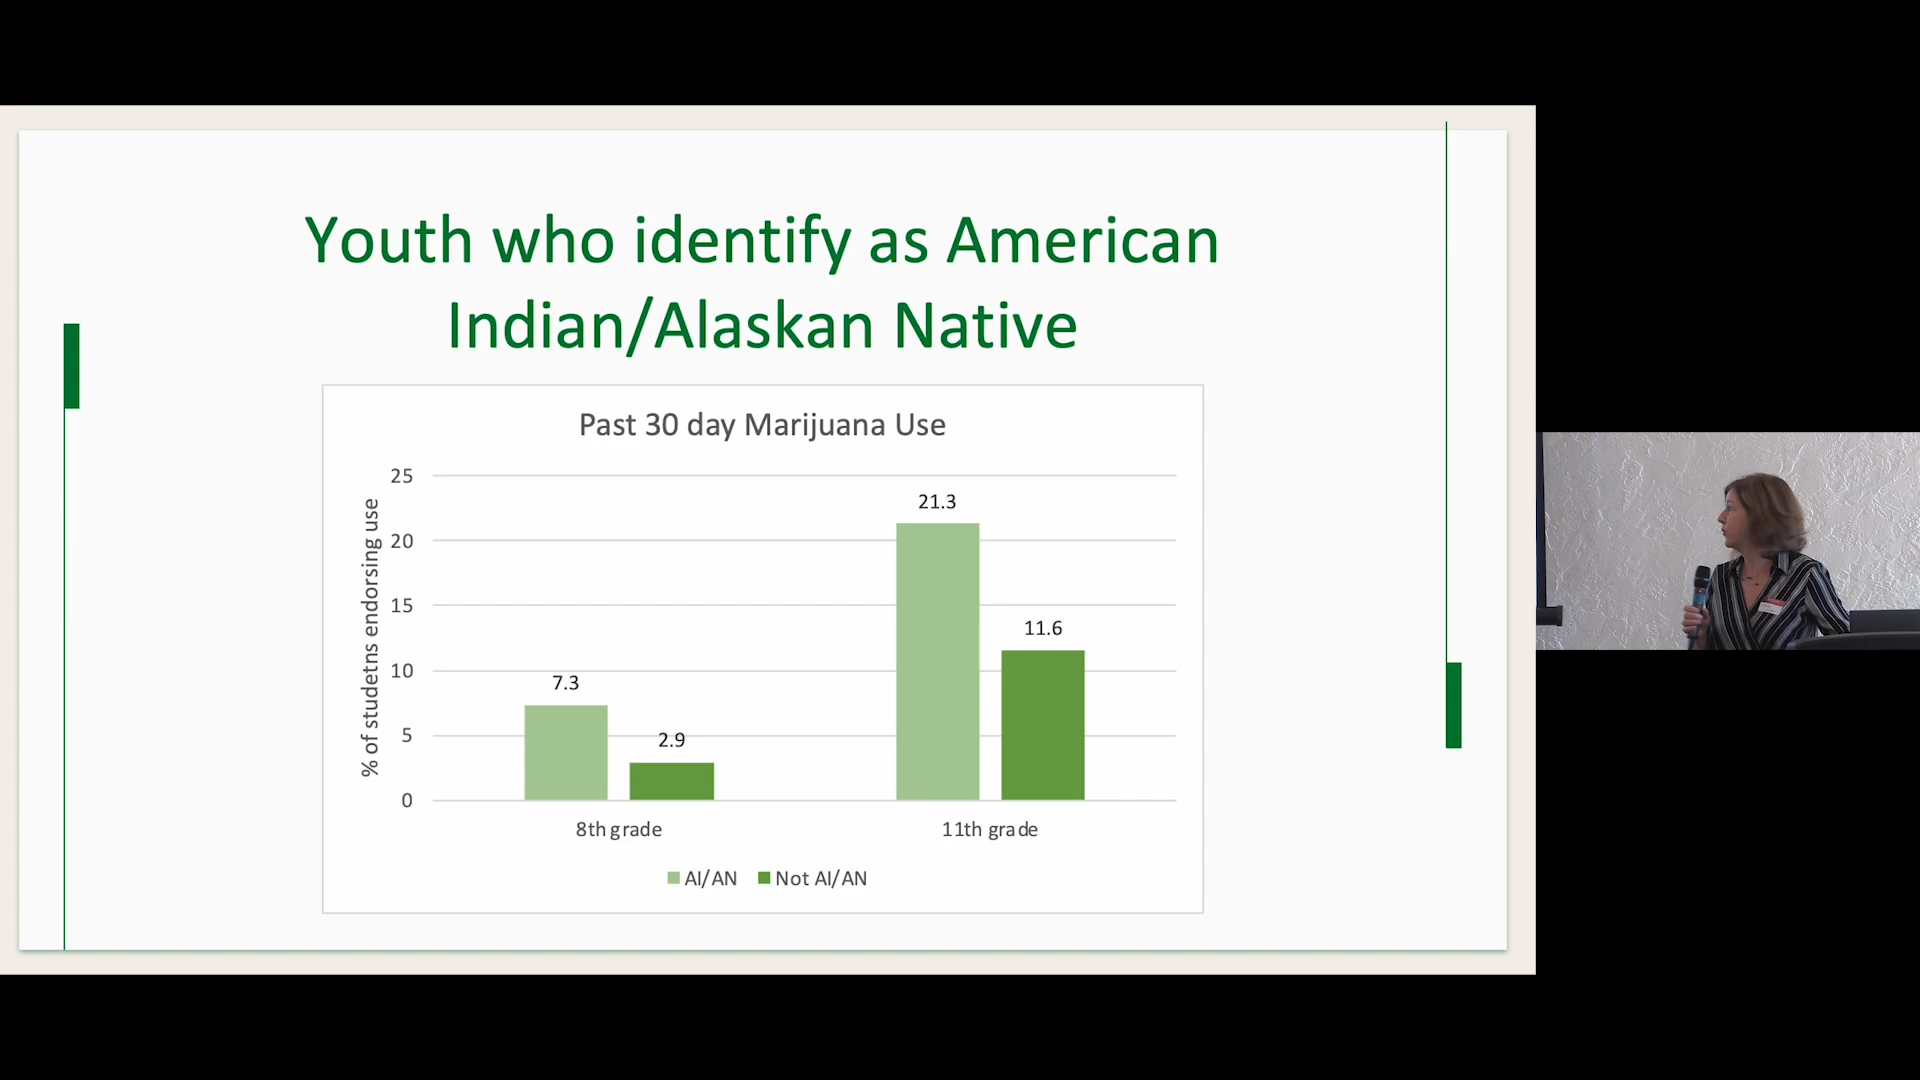 Youth who identify as American
Indian/Alaskan Native
Past 30 day Marijuana Use
% of studetns endorsing use
25
20
15
10
5
0
7.3
2.9
21.3
11.6
8th grade
11th grade
AI/AN
Not AI/AN